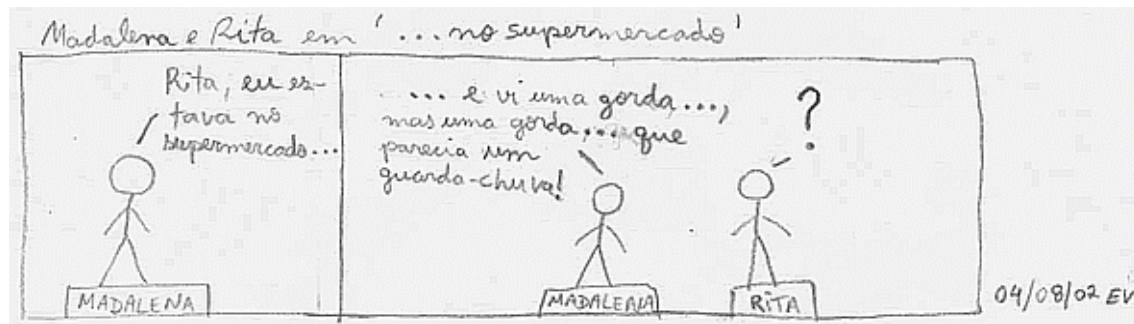 Madalena e Rita em '...no supermercado'
Rita, eu es-
tava no
supermercado...
... e vi uma gorda...,
mas uma gorda,... que
parecia um
guarda-chuva!
?
MADALENA
MADALENA
RITA
04/08/02 EV